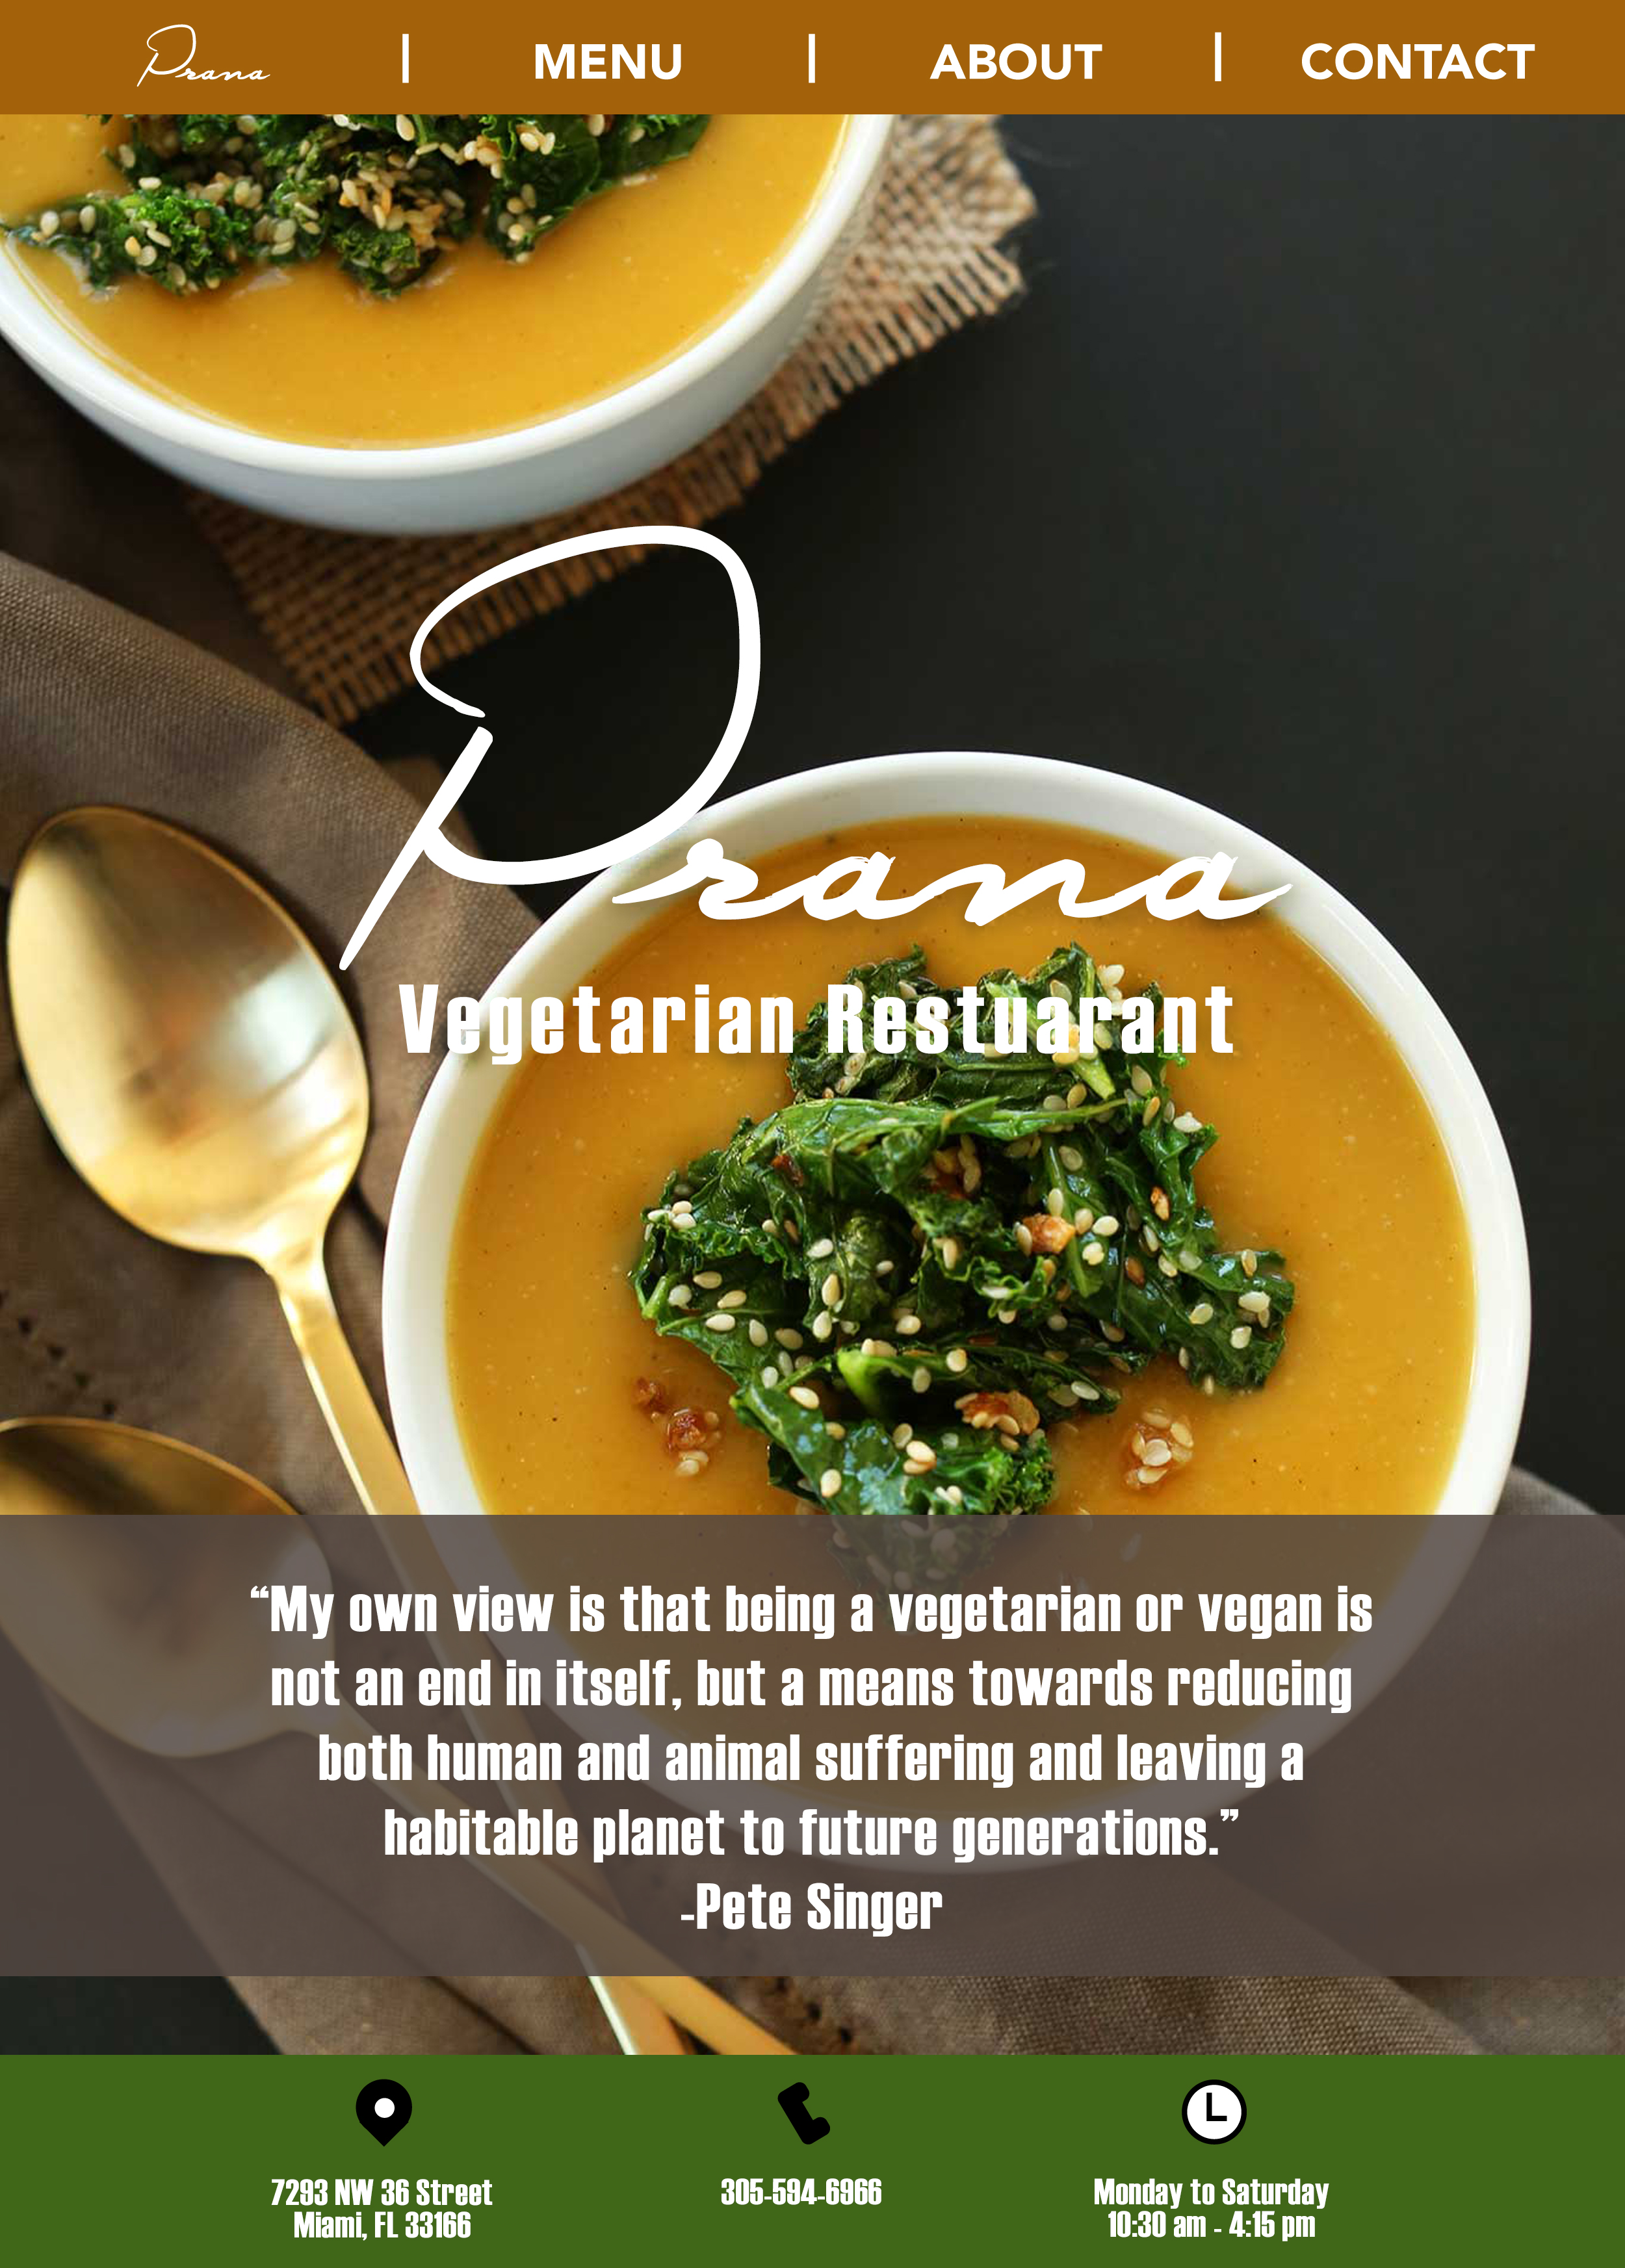 Prana | MENU | ABOUT | CONTACT
Prana
Vegetarian Restuarant
“My own view is that being a vegetarian or vegan is
not an end in itself, but a means towards reducing
both human and animal suffering and leaving a
habitable planet to future generations.”
-Pete Singer
7293 NW 36 Street
Miami, FL 33166
305-594-6966
Monday to Saturday
10:30 am - 4:15 pm